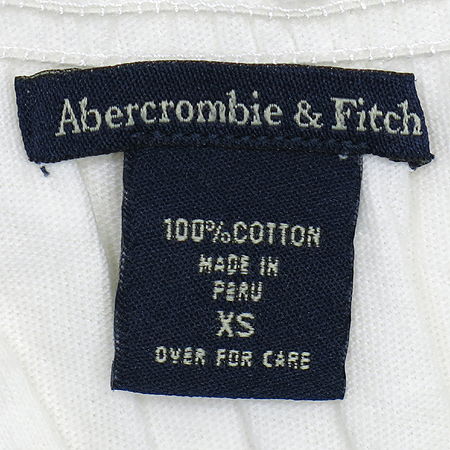 Abercrombie & Fitch
100% COTTON
MADE IN
PERU
XS
OVER FOR CARE